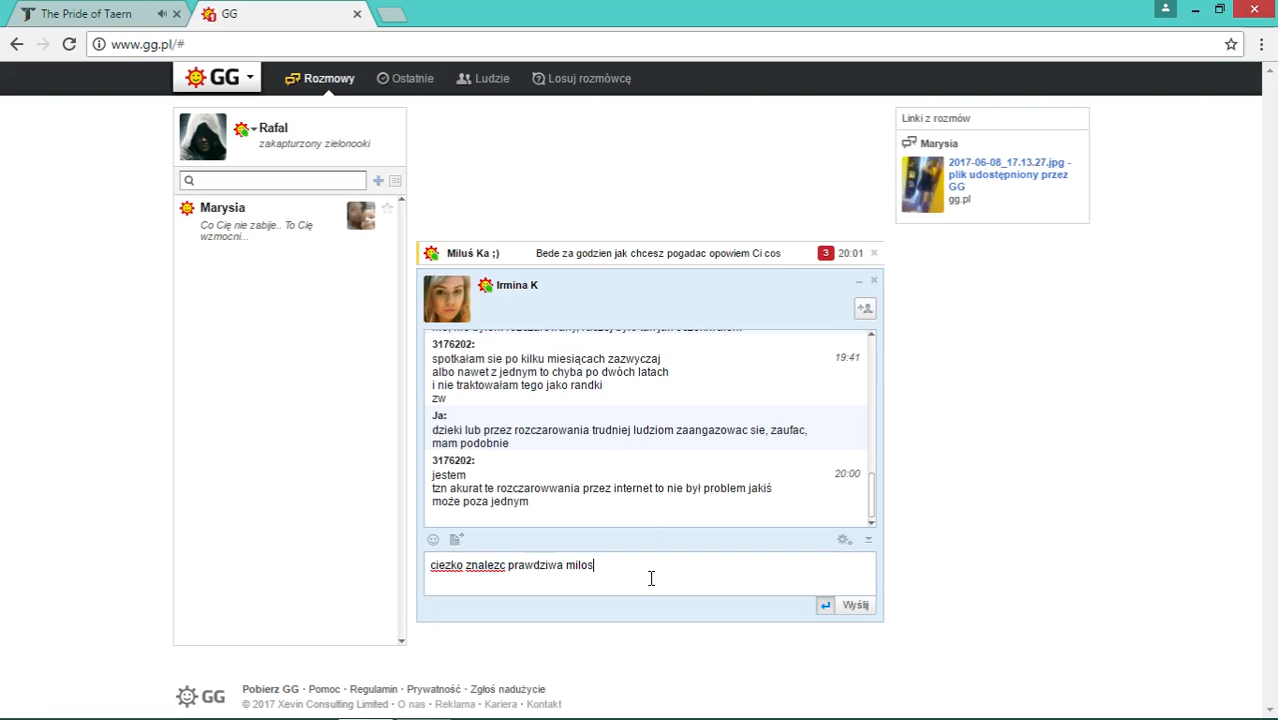 The Pride of Taern
GG
www.gg.pl/#
GG
Rozmowy
Ostatnie
Ludzie
Losuj rozmówcę
Rafal
zakapturzony zielonooki
Marysia
Co Cię nie zabije.. To Cię
wzmocni...
Miluś Ka ;)
Bede za godzien jak chcesz pogadac opowiem Ci cos
3
20:01
Irmina K
3176202:
spotkałam sie po kilku miesiącach zazwyczaj
19:41
albo nawet z jednym to chyba po dwóch latach
i nie traktowałam tego jako randki
zw
Ja:
dzieki lub przez rozczarowania trudniej ludziom zaangazowac sie, zaufac,
mam podobnie
3176202:
jestem
20:00
tzn akurat te rozczarowwania przez internet to nie był problem jakiś
może poza jednym
ciezko znalezc prawdziwa milos
Wyślij
Linki z rozmów
Marysia
2017-06-08_17.13.27.jpg -
plik udostępniony przez
GG
gg.pl
GG
Pobierz GG · Pomoc · Regulamin · Prywatność · Zgłoś nadużycie
© 2017 Xevin Consulting Limited · O nas · Reklama · Kariera · Kontakt